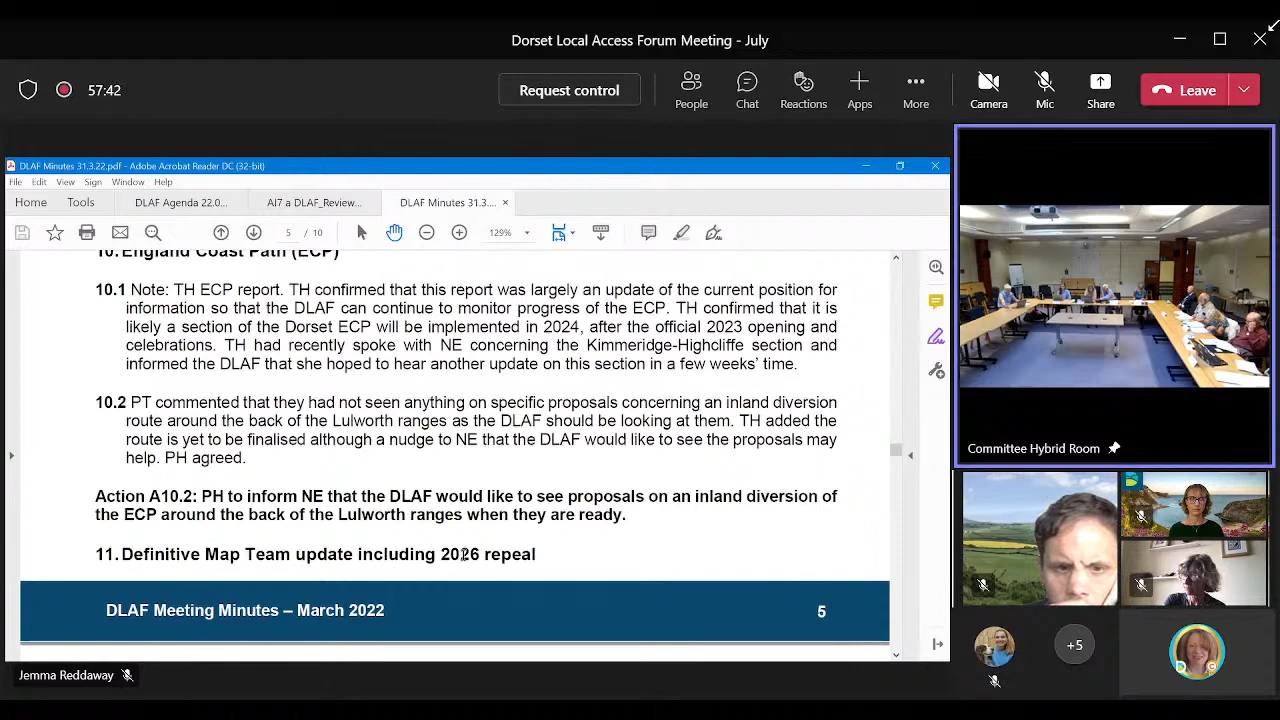 Dorset Local Access Forum Meeting - July
57:42
Request control
People
Chat
Reactions
Apps
More
Camera
Mic
Share
Leave
DLAF Minutes 31.3.22.pdf - Adobe Acrobat Reader DC (32-bit)
File Edit View Sign Window Help
Home Tools DLAF Agenda 22.0... AI7 a DLAF_Review... DLAF Minutes 31.3....
5 / 10 129%
10. England Coast Path (ECP)
10.1 Note: TH ECP report. TH confirmed that this report was largely an update of the current position for
information so that the DLAF can continue to monitor progress of the ECP. TH confirmed that it is
likely a section of the Dorset ECP will be implemented in 2024, after the official 2023 opening and
celebrations. TH had recently spoke with NE concerning the Kimmeridge-Highcliffe section and
informed the DLAF that she hoped to hear another update on this section in a few weeks' time.
10.2 PT commented that they had not seen anything on specific proposals concerning an inland diversion
route around the back of the Lulworth ranges as the DLAF should be looking at them. TH added the
route is yet to be finalised although a nudge to NE that the DLAF would like to see the proposals may
help. PH agreed.
Action A10.2: PH to inform NE that the DLAF would like to see proposals on an inland diversion of
the ECP around the back of the Lulworth ranges when they are ready.
11. Definitive Map Team update including 2026 repeal
DLAF Meeting Minutes – March 2022 5
Jemma Reddaway
Committee Hybrid Room
+5
D C